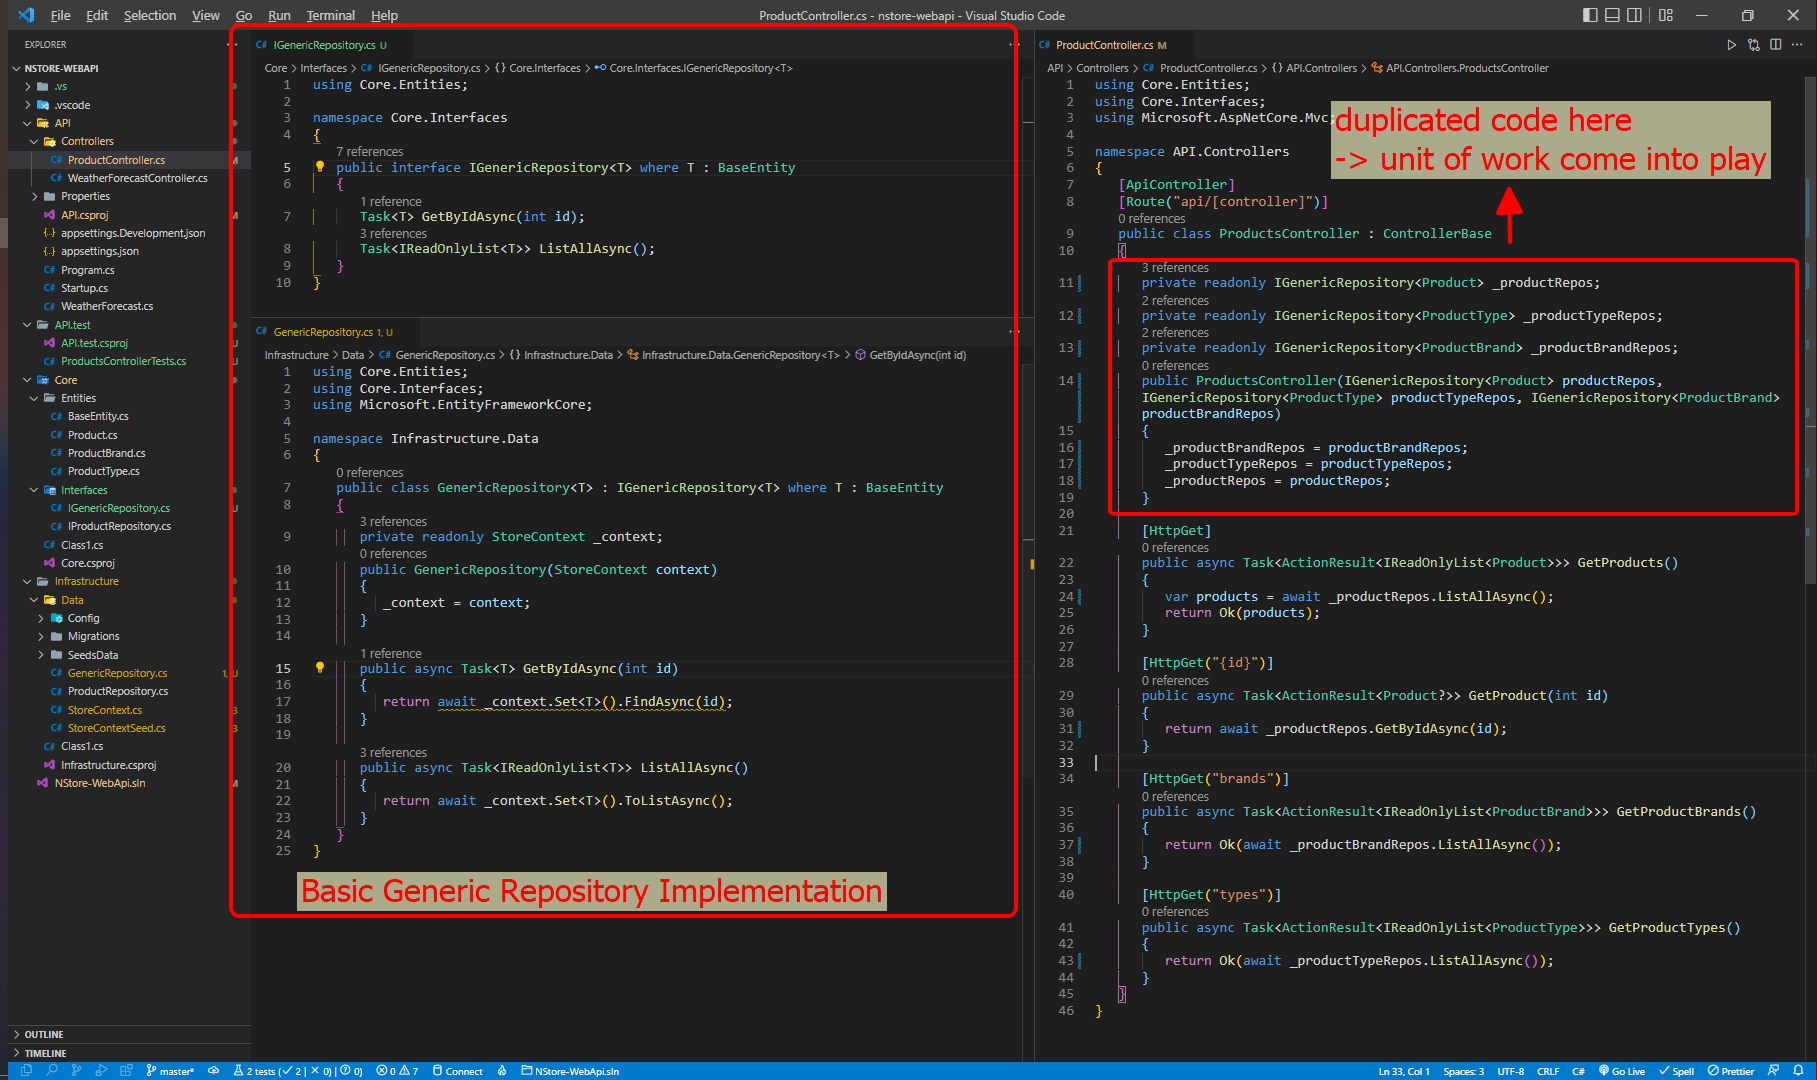 File Edit Selection View Go Run Terminal Help
ProductController.cs - nstore-webapi - Visual Studio Code
EXPLORER
NSTORE-WEBAPI
.vs
.vscode
API
Controllers
ProductController.cs M
WeatherForecastController.cs
Properties
API.csproj M
appsettings.Development.json
appsettings.json
Program.cs
Startup.cs
WeatherForecast.cs
API.test
API.test.csproj U
ProductsControllerTests.cs U
Core
Entities
BaseEntity.cs
Product.cs
ProductBrand.cs
ProductType.cs
Interfaces
IGenericRepository.cs U
IProductRepository.cs
Class1.cs
Core.csproj
Infrastructure
Data
Config
Migrations
SeedsData
GenericRepository.cs 1, U
ProductRepository.cs
StoreContext.cs 3
StoreContextSeed.cs 3
Class1.cs
Infrastructure.csproj
NStore-WebApi.sln M
OUTLINE
TIMELINE
IGenericRepository.cs U
Core > Interfaces > IGenericRepository.cs > {} Core.Interfaces > Core.Interfaces.IGenericRepository<T>
1 using Core.Entities;
2
3 namespace Core.Interfaces
4 {
7 references
5 public interface IGenericRepository<T> where T : BaseEntity
6 {
1 reference
7 Task<T> GetByIdAsync(int id);
3 references
8 Task<IReadOnlyList<T>> ListAllAsync();
9 }
10 }
GenericRepository.cs 1, U
Infrastructure > Data > GenericRepository.cs > {} Infrastructure.Data > Infrastructure.Data.GenericRepository<T> > GetByIdAsync(int id)
1 using Core.Entities;
2 using Core.Interfaces;
3 using Microsoft.EntityFrameworkCore;
4
5 namespace Infrastructure.Data
6 {
0 references
7 public class GenericRepository<T> : IGenericRepository<T> where T : BaseEntity
8 {
3 references
9 private readonly StoreContext _context;
0 references
10 public GenericRepository(StoreContext context)
11 {
12 _context = context;
13 }
14
1 reference
15 public async Task<T> GetByIdAsync(int id)
16 {
17 return await _context.Set<T>().FindAsync(id);
18 }
19
3 references
20 public async Task<IReadOnlyList<T>> ListAllAsync()
21 {
22 return await _context.Set<T>().ToListAsync();
23 }
24 }
25 }
Basic Generic Repository Implementation
ProductController.cs M
API > Controllers > ProductController.cs > {} API.Controllers > API.Controllers.ProductsController
1 using Core.Entities;
2 using Core.Interfaces;
3 using Microsoft.AspNetCore.Mvc;
duplicated code here
-> unit of work come into play
4
5 namespace API.Controllers
6 {
7 [ApiController]
8 [Route("api/[controller]")]
0 references
9 public class ProductsController : ControllerBase
10 {
3 references
11 private readonly IGenericRepository<Product> _productRepos;
2 references
12 private readonly IGenericRepository<ProductType> _productTypeRepos;
2 references
13 private readonly IGenericRepository<ProductBrand> _productBrandRepos;
0 references
14 public ProductsController(IGenericRepository<Product> productRepos,
IGenericRepository<ProductType> productTypeRepos, IGenericRepository<ProductBrand>
productBrandRepos)
15 {
16 _productBrandRepos = productBrandRepos;
17 _productTypeRepos = productTypeRepos;
18 _productRepos = productRepos;
19 }
20
21 [HttpGet]
0 references
22 public async Task<ActionResult<IReadOnlyList<Product>>> GetProducts()
23 {
24 var products = await _productRepos.ListAllAsync();
25 return Ok(products);
26 }
27
28 [HttpGet("{id}")]
0 references
29 public async Task<ActionResult<Product?>> GetProduct(int id)
30 {
31 return await _productRepos.GetByIdAsync(id);
32 }
33
34 [HttpGet("brands")]
0 references
35 public async Task<ActionResult<IReadOnlyList<ProductBrand>>> GetProductBrands()
36 {
37 return Ok(await _productBrandRepos.ListAllAsync());
38 }
39
40 [HttpGet("types")]
0 references
41 public async Task<ActionResult<IReadOnlyList<ProductType>>> GetProductTypes()
42 {
43 return Ok(await _productTypeRepos.ListAllAsync());
44 }
45 }
46 }
master* 2 tests (✓ 2 | ✕ 0) | 0) 0 7 Connect NStore-WebApi.sln Ln 33, Col 1 Spaces: 3 UTF-8 CRLF C# Go Live Spell Prettier